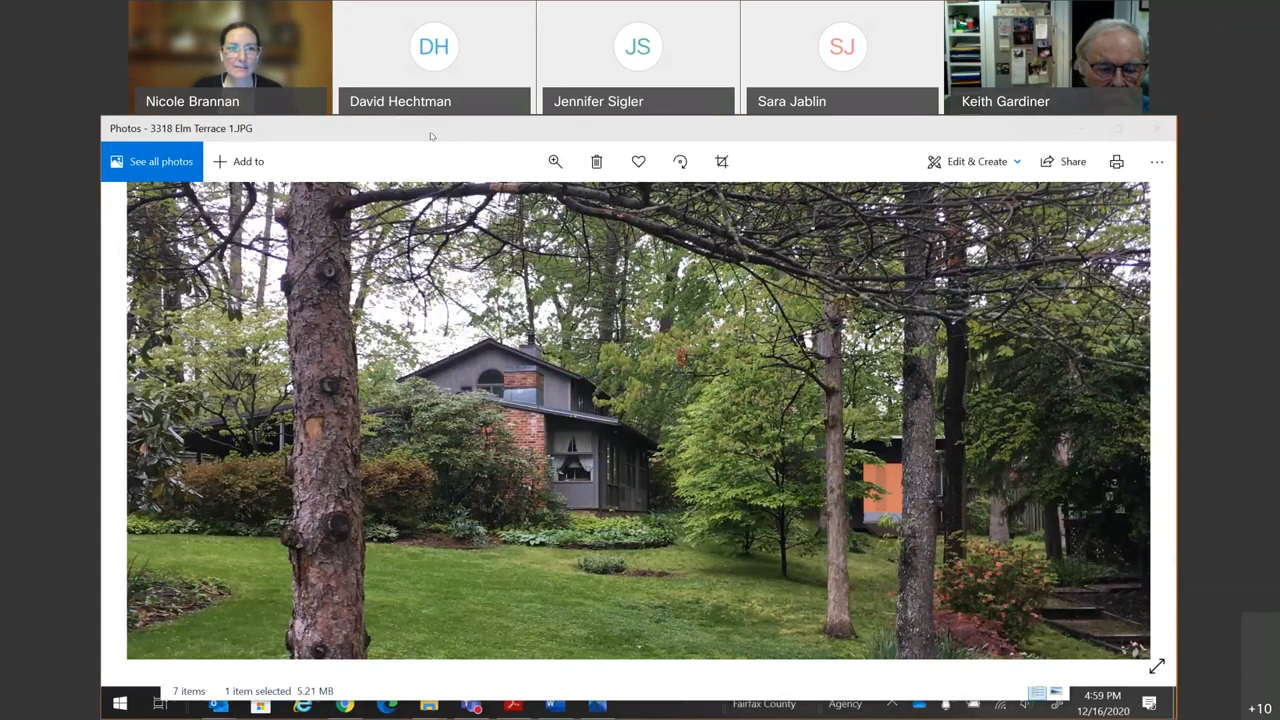 DH
JS
SJ
Nicole Brannan
David Hechtman
Jennifer Sigler
Sara Jablin
Keith Gardiner
Photos - 3318 Elm Terrace 1.JPG
See all photos
Add to
Edit & Create
Share
7 items
1 item selected 5.21 MB
Fairfax County
Agency
4:59 PM
12/16/2020
+10